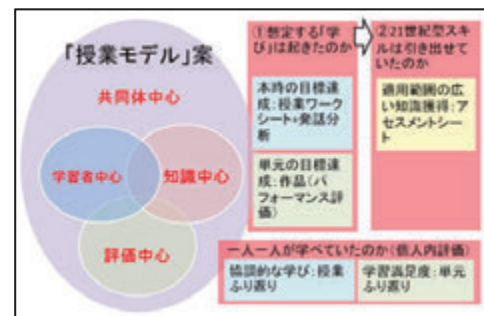 「授業モデル」案
共同体中心
学習者中心
知識中心
評価中心
①想定する「学
び」は起きたのか
本時の目標達
成:授業ワーク
シート+発話分
析
単元の目標達
成:作品(パ
フォーマンス評
価)
②21世紀型スキ
ルは引き出せて
いたのか
適用範囲の広
い知識獲得:ア
セスメントシー
ト
一人一人が学べていたのか(個人内評価)
協調的な学び:授業
ふり返り
学習満足度:単元
ふり返り